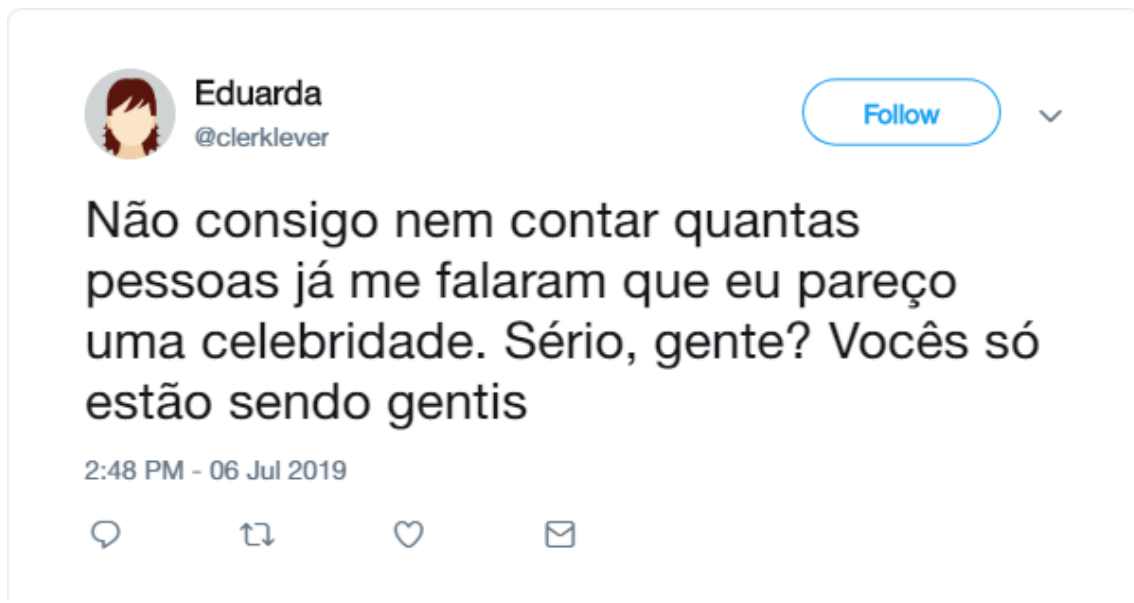 Eduarda
@clerklever
Follow
Não consigo nem contar quantas
pessoas já me falaram que eu pareço
uma celebridade. Sério, gente? Vocês só
estão sendo gentis
2:48 PM - 06 Jul 2019